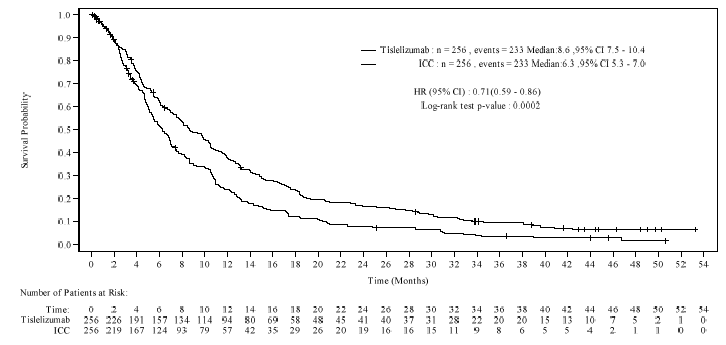 1.0
Tislelizumab : n = 256 , events = 233 Median:8.6 ,95% CI 7.5 - 10.4
0.9
ICC : n = 256 , events = 233 Median:6.3 ,95% CI 5.3 - 7.0
0.8
0.7
HR (95% CI) : 0.71(0.59 - 0.86)
Log-rank test p-value : 0.0002
0.6
0.5
0.4
0.3
0.2
0.1
0.0
Survival Probability
0 2 4 6 8 10 12 14 16 18 20 22 24 26 28 30 32 34 36 38 40 42 44 46 48 50 52 54
Time (Months)
Number of Patients at Risk:
Time: 0 2 4 6 8 10 12 14 16 18 20 22 24 26 28 30 32 34 36 38 40 42 44 46 48 50 52 54
Tislelizumab 256 226 191 157 134 114 94 80 69 58 48 45 41 40 37 31 28 22 20 20 15 13 10 7 5 2 1 0
ICC 256 219 167 124 93 79 57 42 35 29 26 20 19 16 16 15 11 9 8 6 5 5 4 2 1 1 0 0